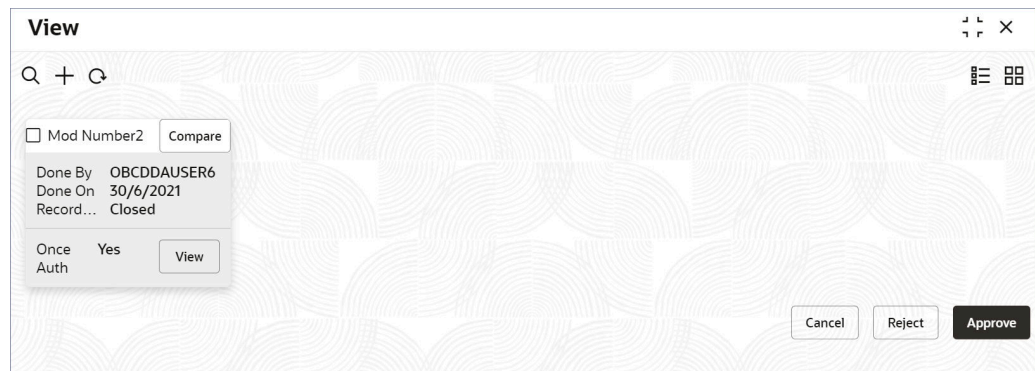 View
Mod Number2 Compare
Done By OBCDDAUSER6
Done On 30/6/2021
Record... Closed
Once Auth Yes View
Cancel Reject Approve